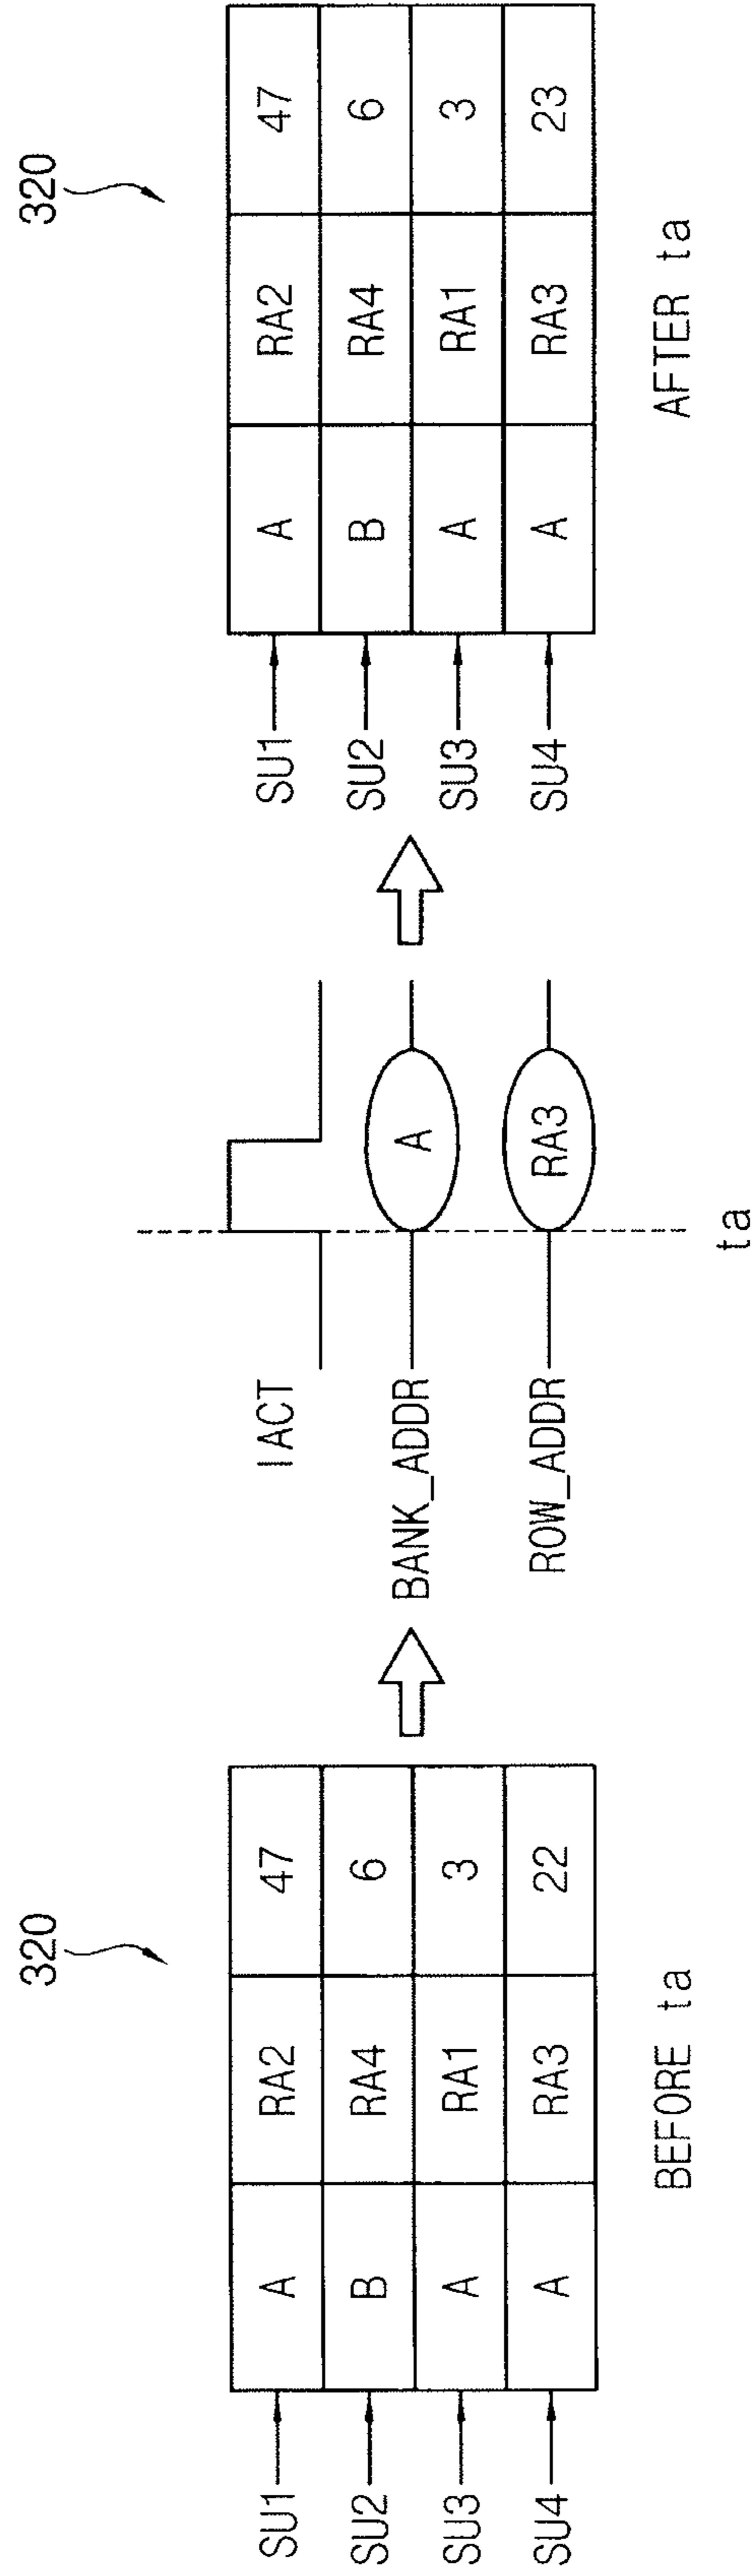 320
SU1 A RA2 47
SU2 B RA4 6
SU3 A RA1 3
SU4 A RA3 22
BEFORE ta
IACT
BANK_ADDR A
ROW_ADDR RA3
ta
320
SU1 A RA2 47
SU2 B RA4 6
SU3 A RA1 3
SU4 A RA3 23
AFTER ta